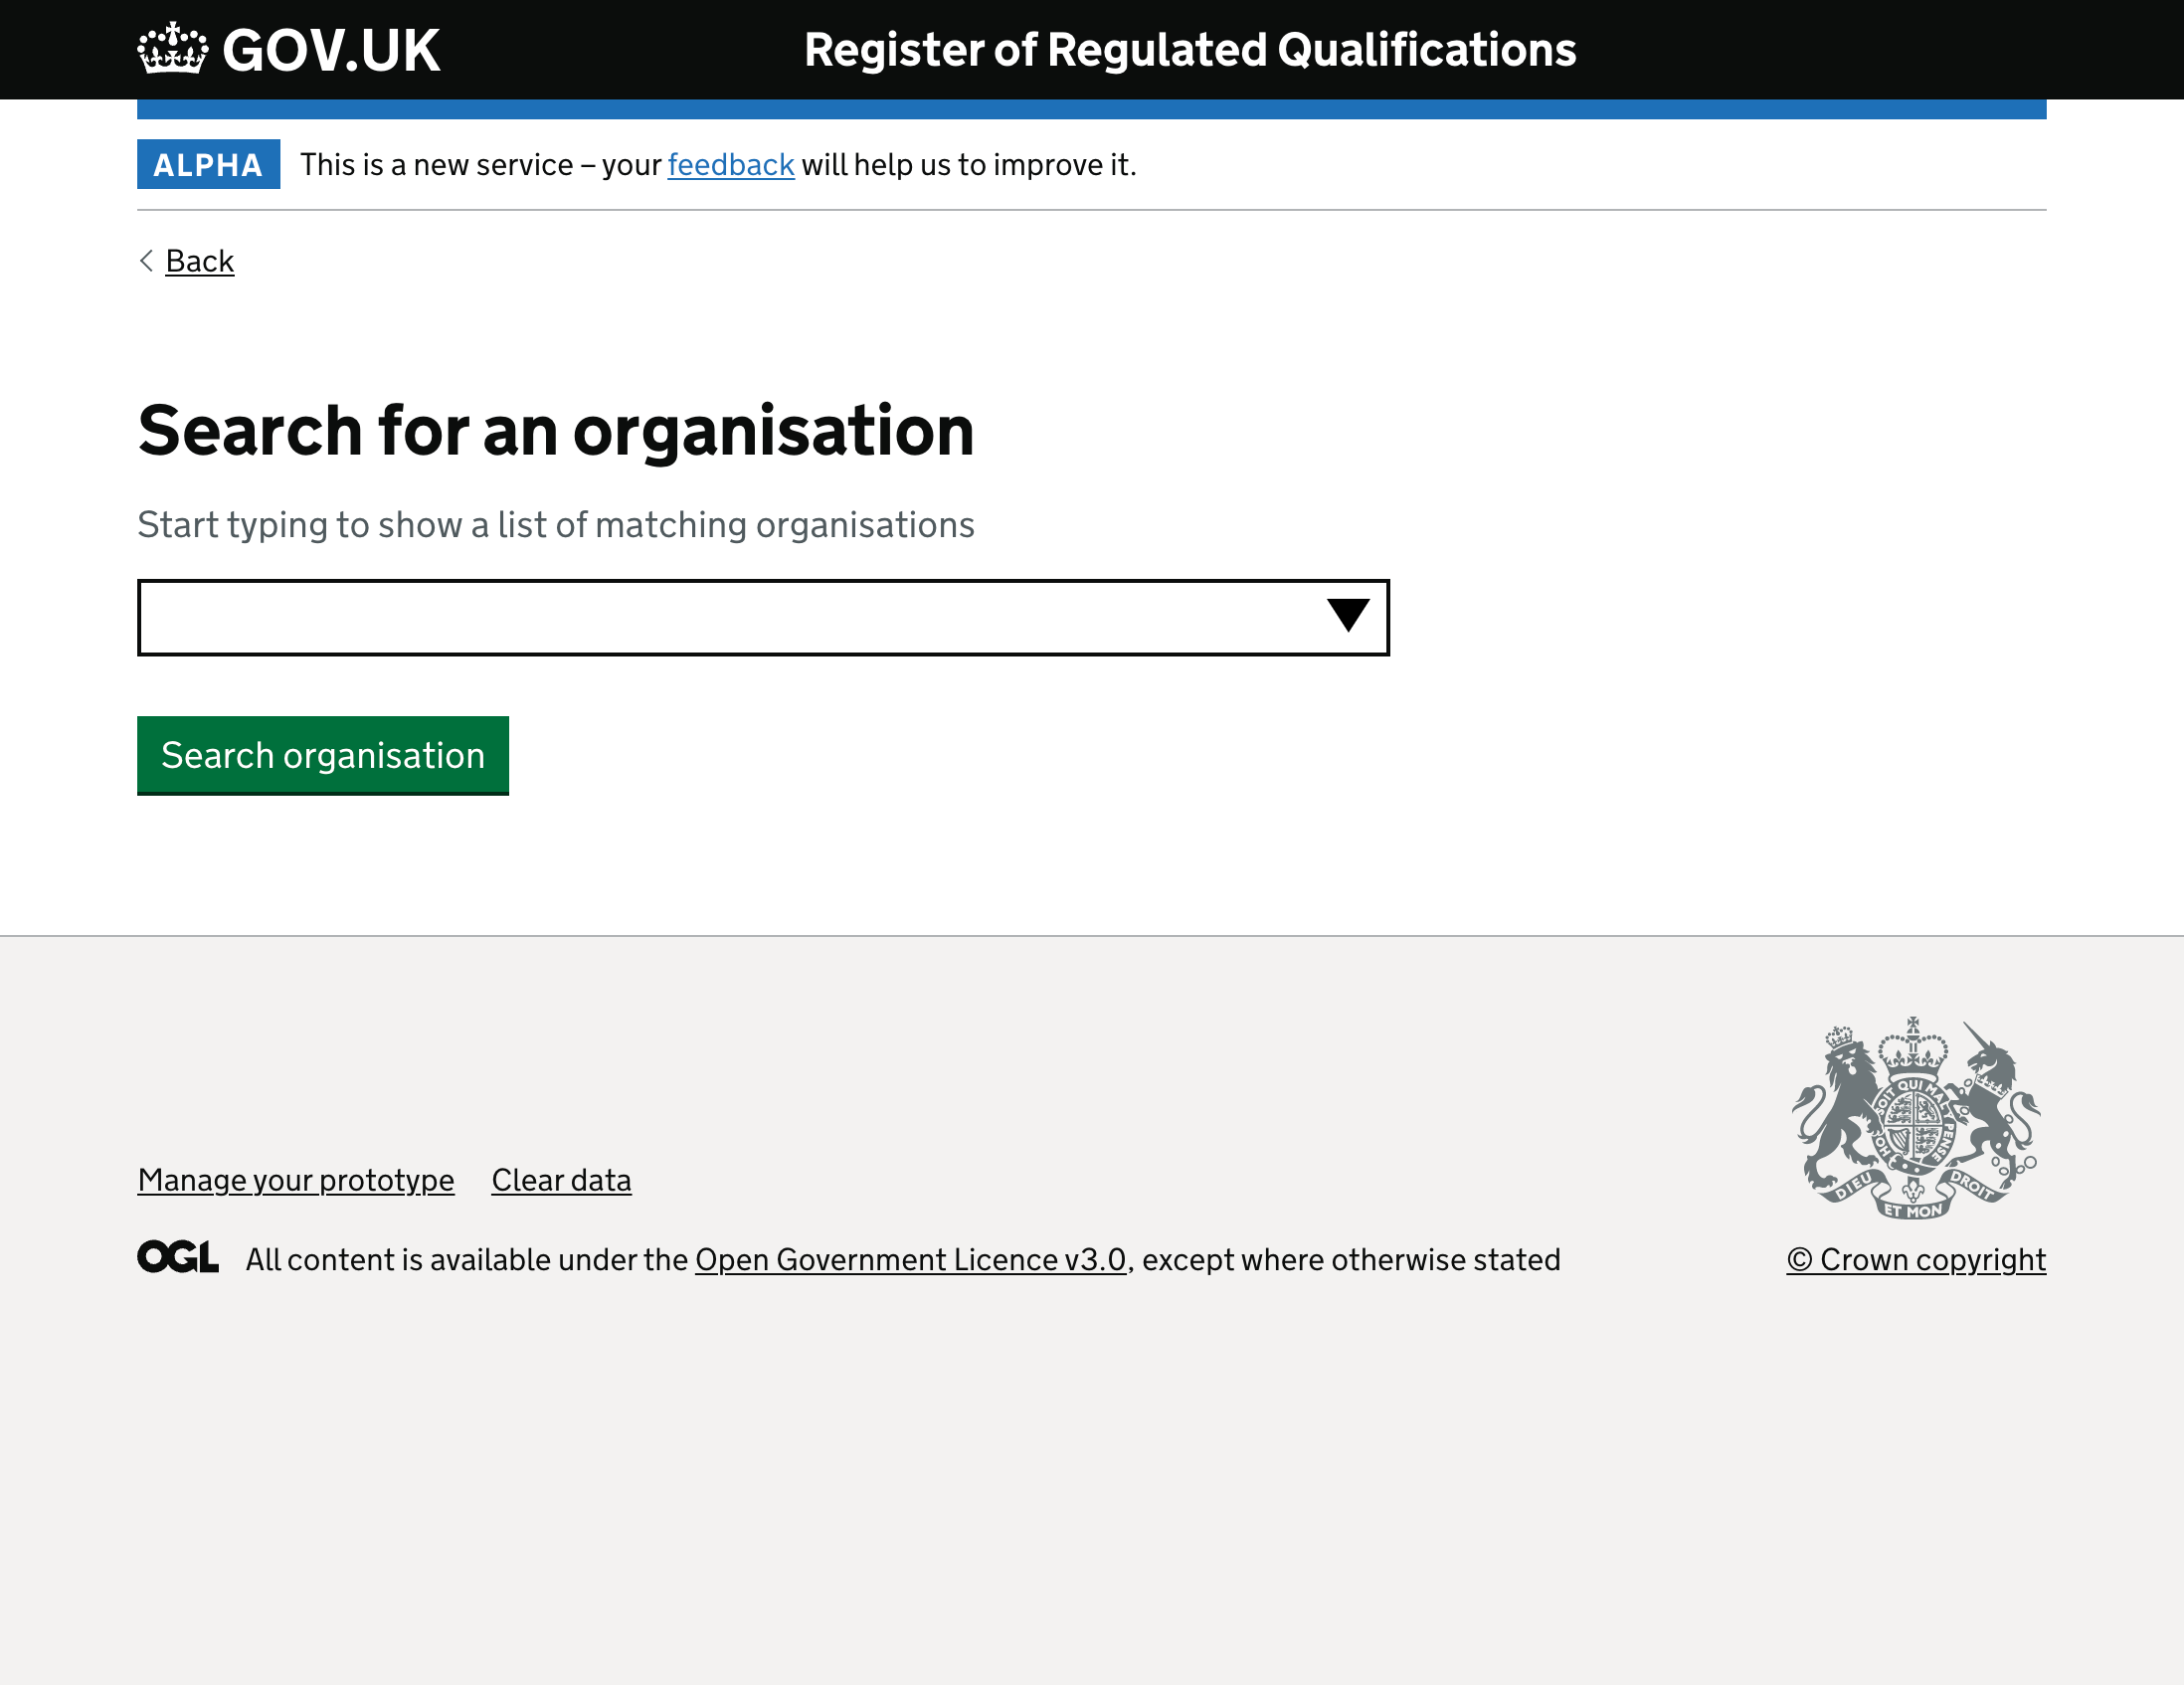 GOV.UK
Register of Regulated Qualifications
ALPHA
This is a new service – your feedback will help us to improve it.
Back
Search for an organisation
Start typing to show a list of matching organisations
Search organisation
Manage your prototype
Clear data
OGL
All content is available under the Open Government Licence v3.0, except where otherwise stated
SOIT QUI MAL PENSE
HON
DIEU ET MON DROIT
© Crown copyright